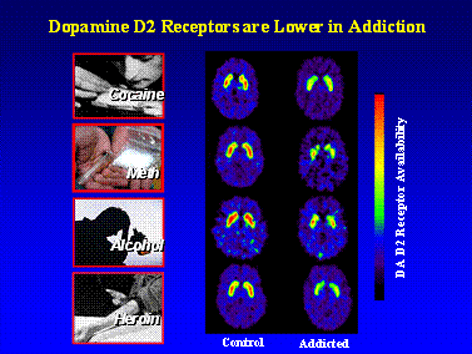 Dopamine D2 Receptors are Lower in Addiction
Cocaine
Meth
Alcohol
Heroin
DA D2 Receptor Availability
Control
Addicted